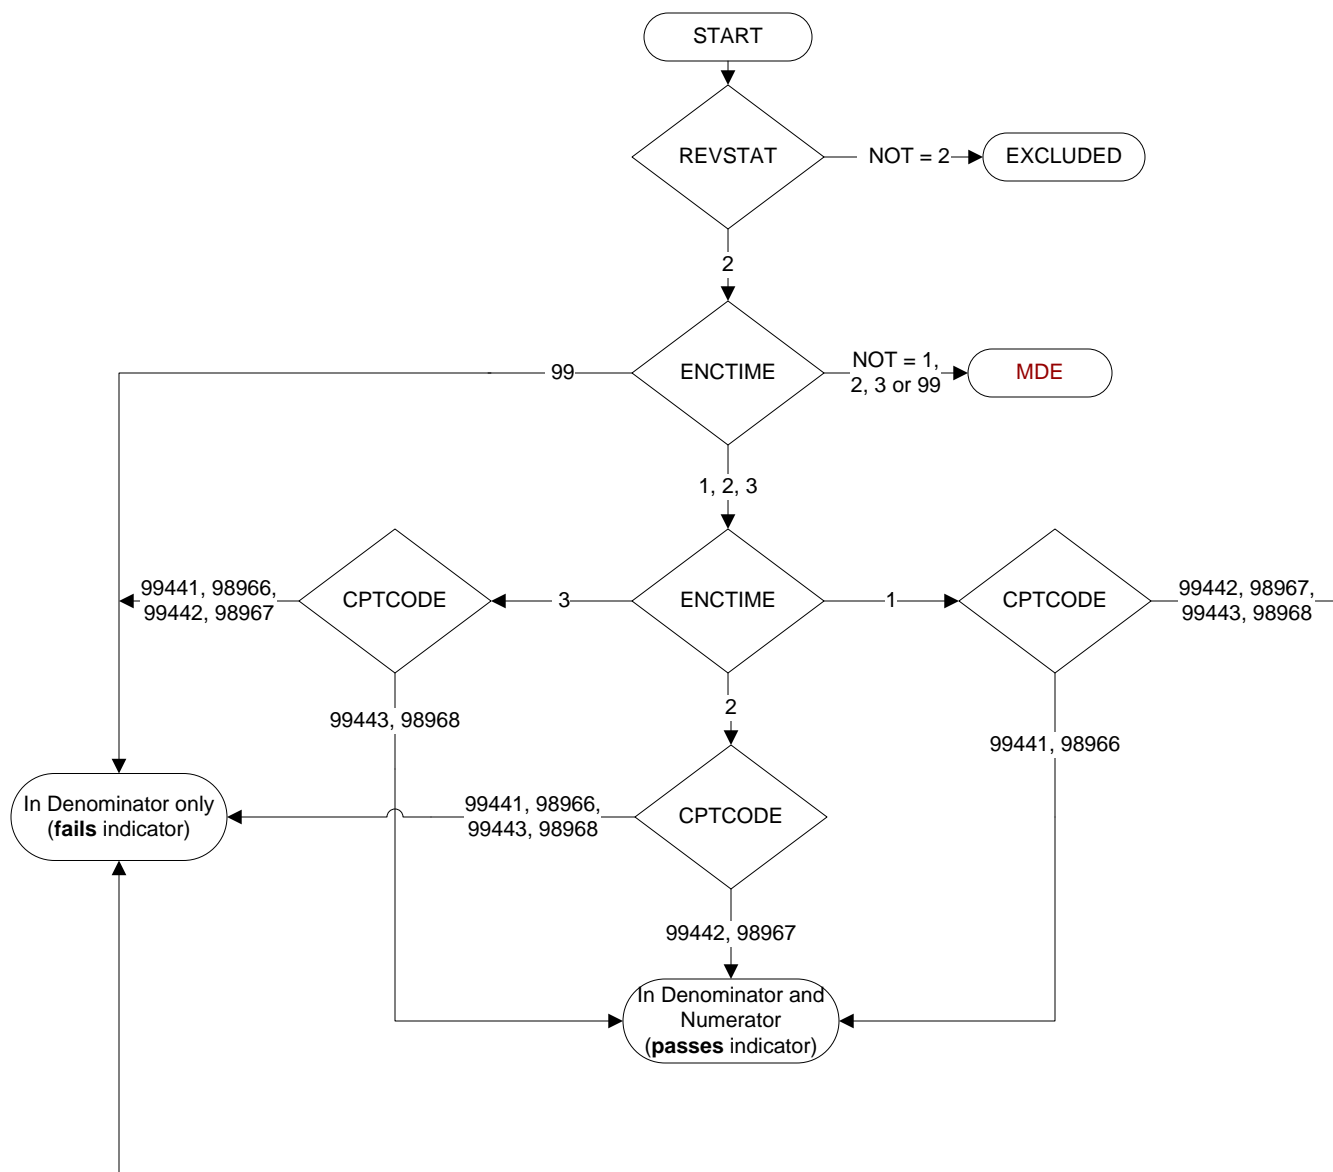 START
REVSTAT
NOT = 2
EXCLUDED
2
ENCTIME
99
NOT = 1,
2, 3 or 99
MDE
1, 2, 3
99441, 98966,
99442, 98967
CPTCODE
3
ENCTIME
1
CPTCODE
99442, 98967,
99443, 98968
99443, 98968
2
99441, 98966
In Denominator only
(fails indicator)
99441, 98966,
99443, 98968
CPTCODE
99442, 98967
In Denominator and
Numerator
(passes indicator)